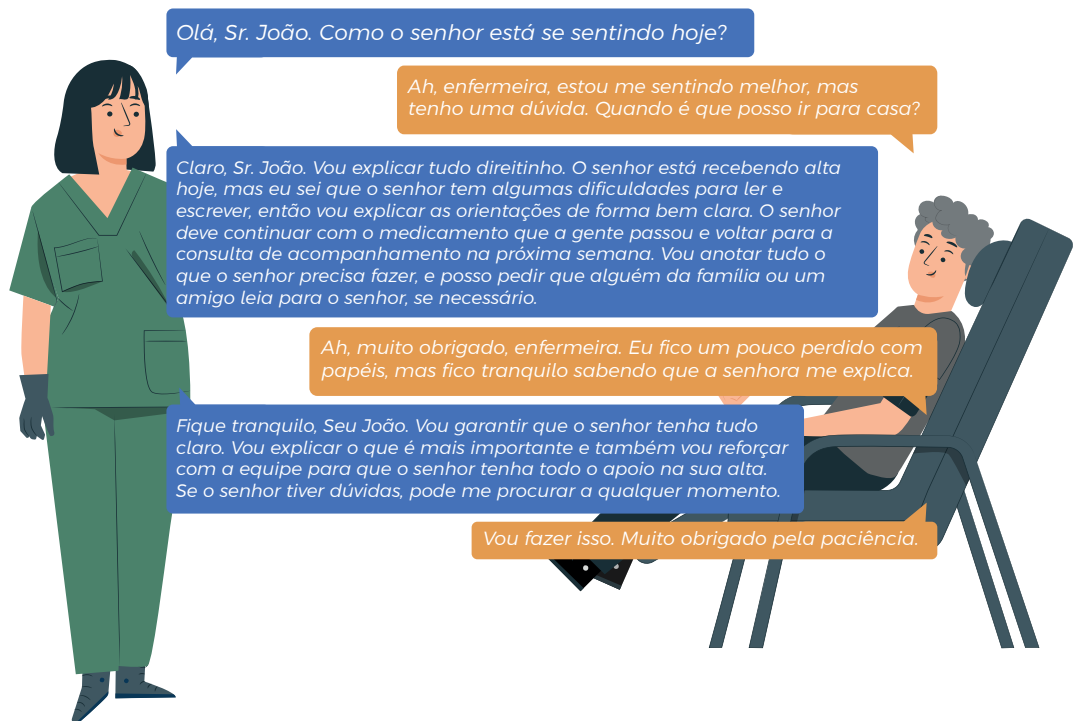 Olá, Sr. João. Como o senhor está se sentindo hoje?
Ah, enfermeira, estou me sentindo melhor, mas
tenho uma dúvida. Quando é que posso ir para casa?
Claro, Sr. João. Vou explicar tudo direitinho. O senhor está recebendo alta
hoje, mas eu sei que o senhor tem algumas dificuldades para ler e
escrever, então vou explicar as orientações de forma bem clara. O senhor
deve continuar com o medicamento que a gente passou e voltar para a
consulta de acompanhamento na próxima semana. Vou anotar tudo o
que o senhor precisa fazer, e posso pedir que alguém da família ou um
amigo leia para o senhor, se necessário.
Ah, muito obrigado, enfermeira. Eu fico um pouco perdido com
papéis, mas fico tranquilo sabendo que a senhora me explica.
Fique tranquilo, Seu João. Vou garantir que o senhor tenha tudo
claro. Vou explicar o que é mais importante e também vou reforçar
com a equipe para que o senhor tenha todo o apoio na sua alta.
Se o senhor tiver dúvidas, pode me procurar a qualquer momento.
Vou fazer isso. Muito obrigado pela paciência.